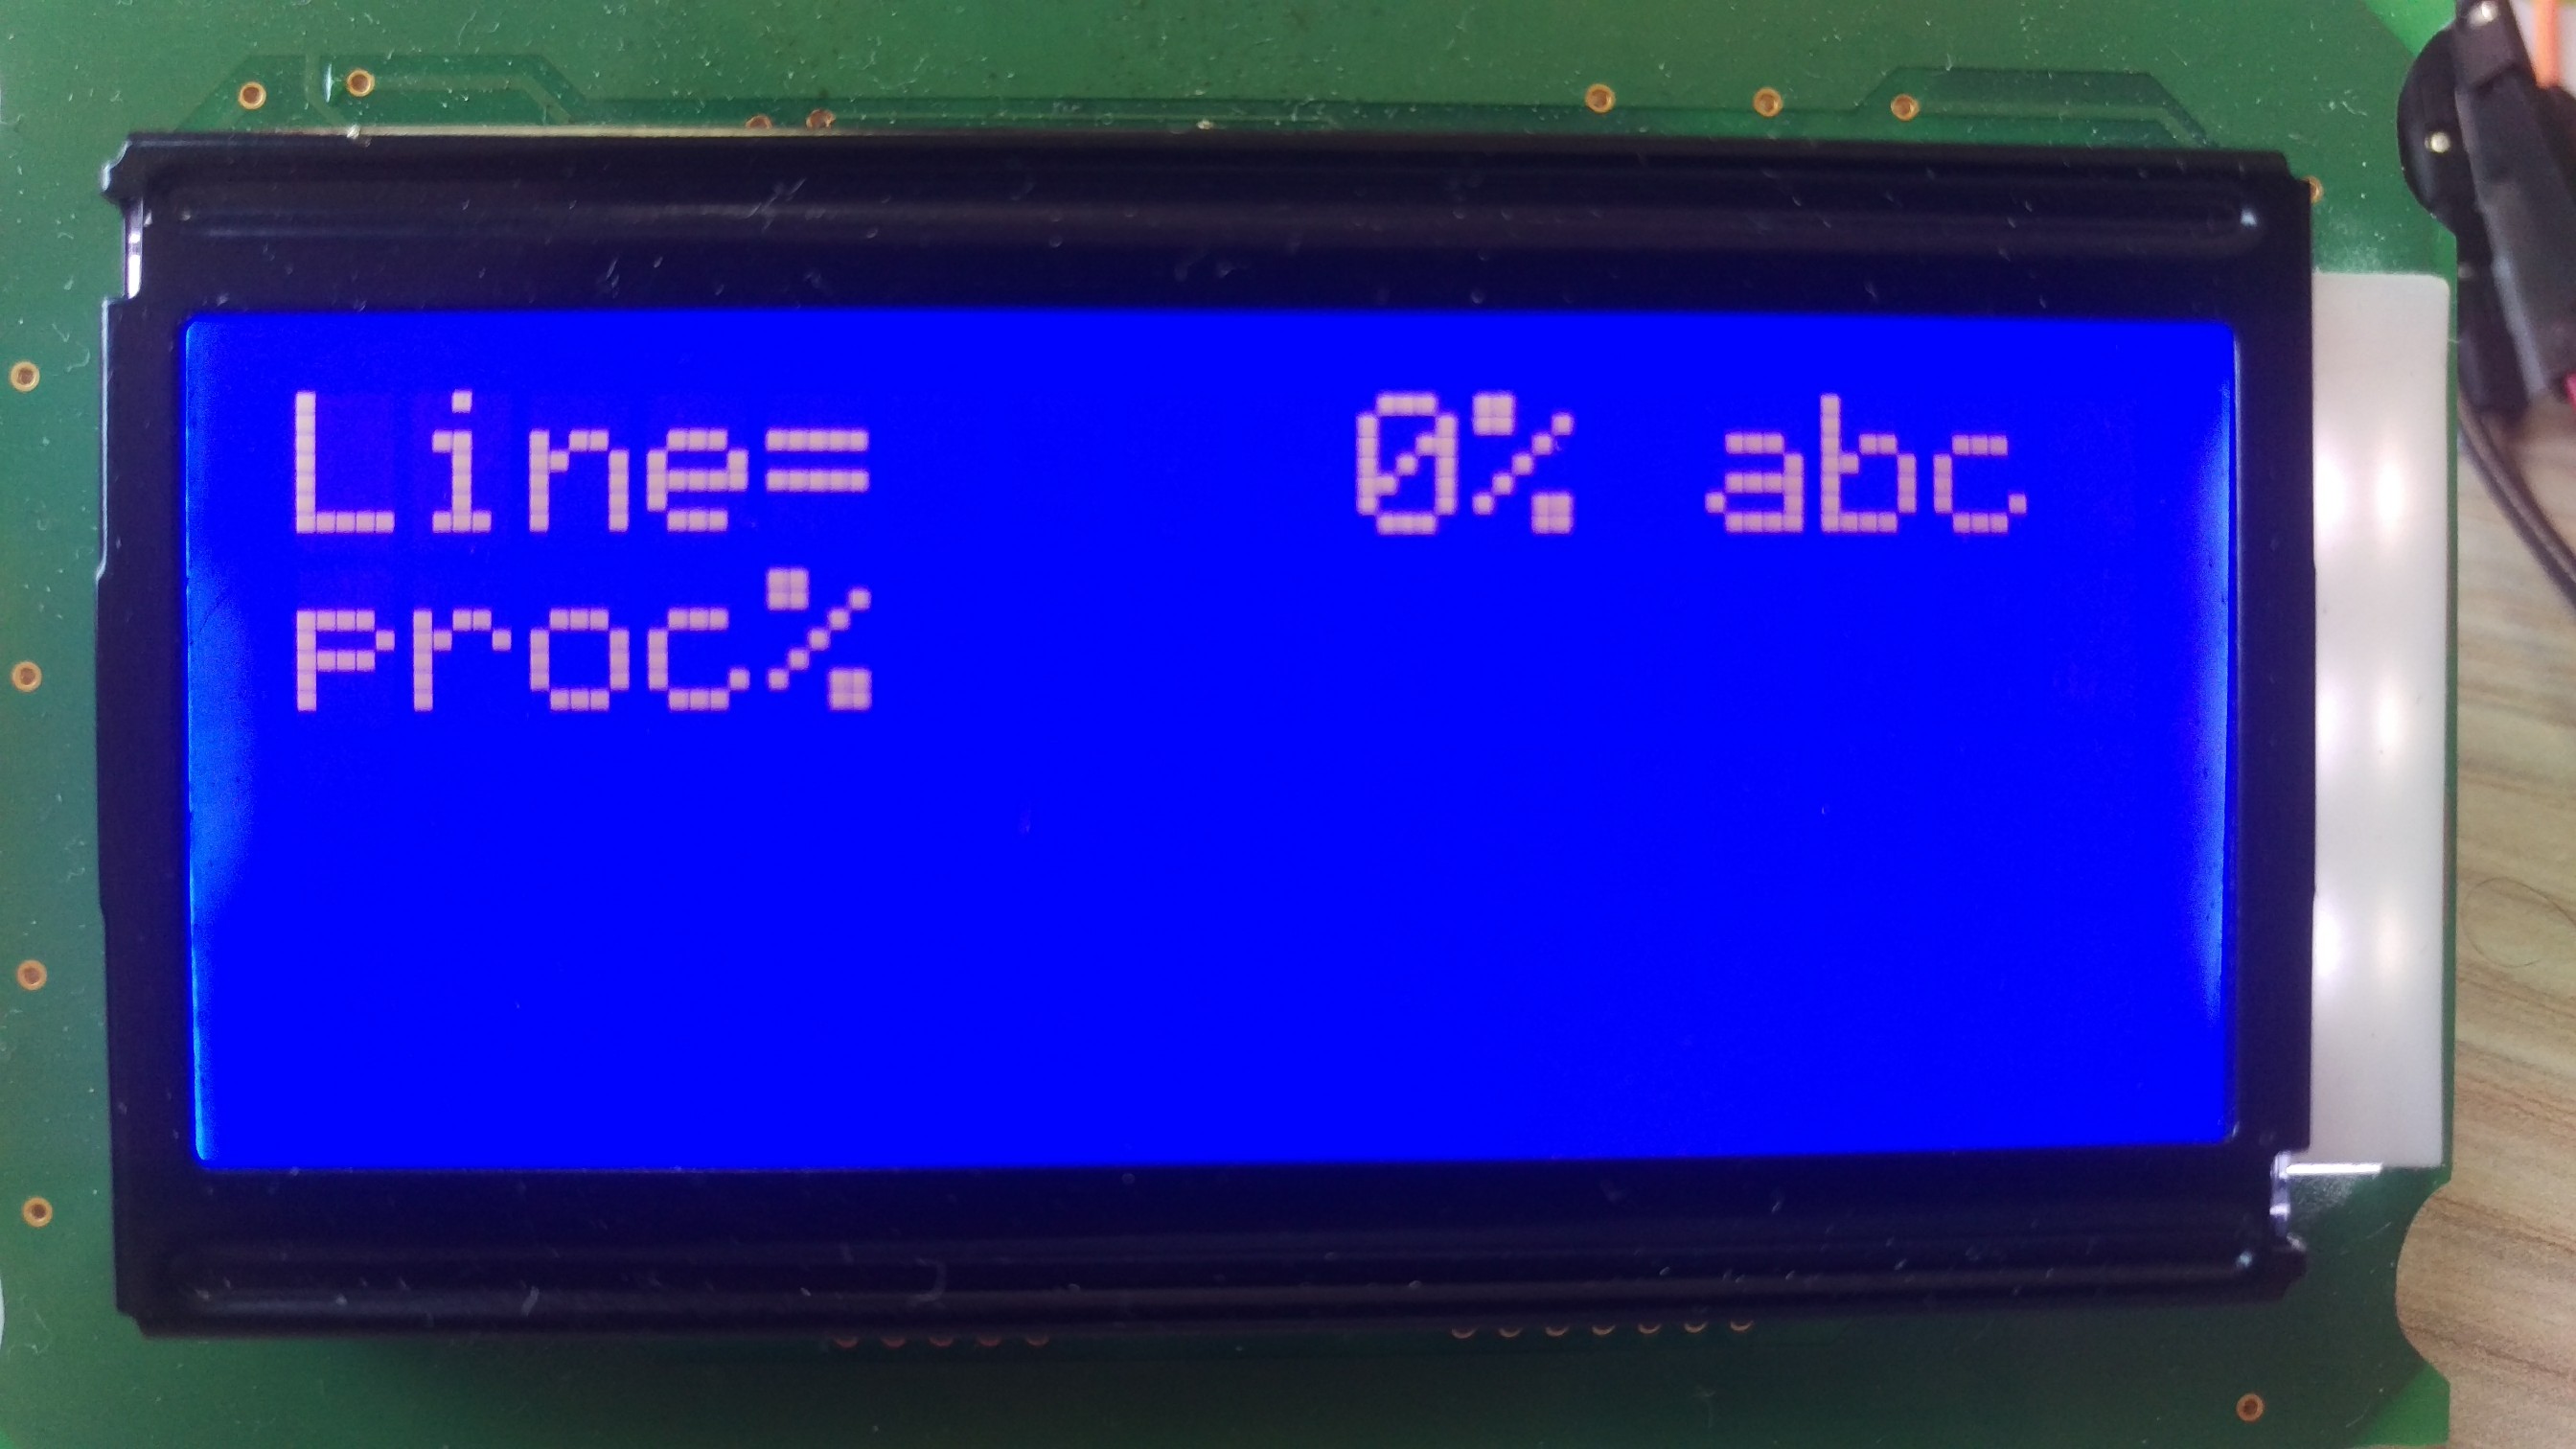 Line=    0% abc
proc%